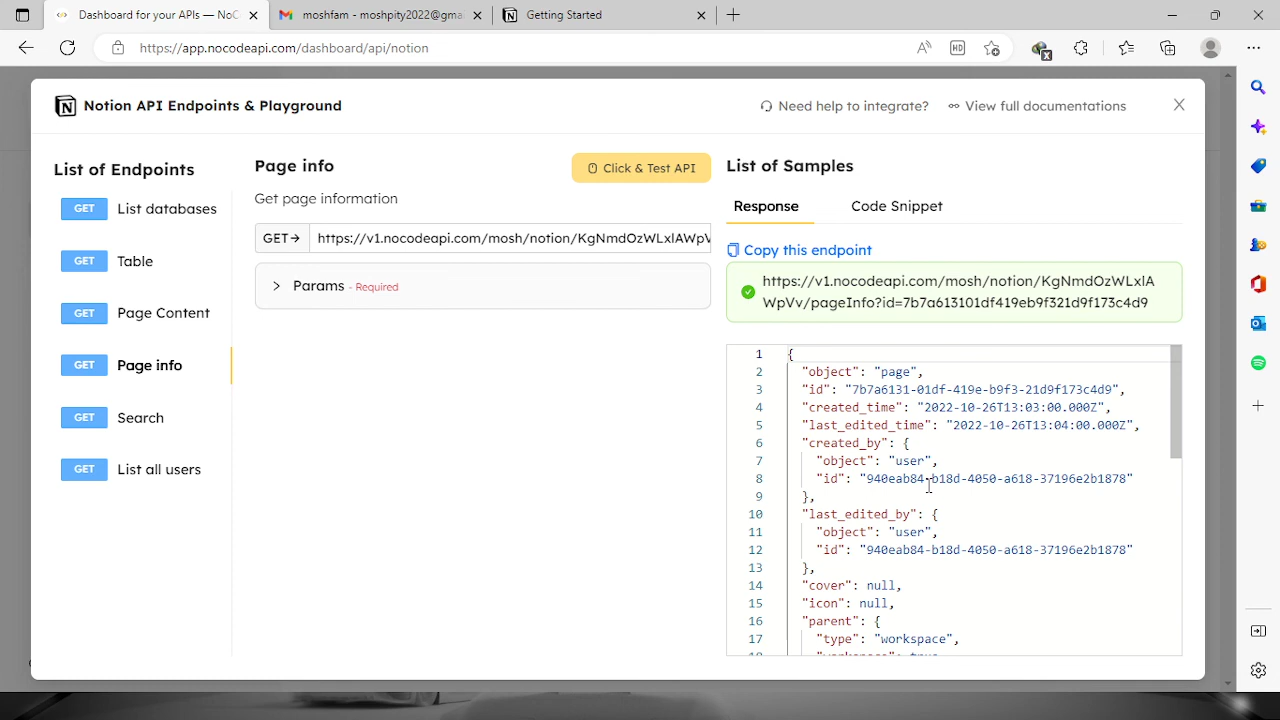 Dashboard for your APIs — NoC
moshfam - moshpity2022@gma
Getting Started
https://app.nocodeapi.com/dashboard/api/notion
Notion API Endpoints & Playground
Need help to integrate?
View full documentations
List of Endpoints
GET List databases
GET Table
GET Page Content
GET Page info
GET Search
GET List all users
Page info
Click & Test API
Get page information
GET→ https://v1.nocodeapi.com/mosh/notion/KgNmdOzWLxlAWpV
> Params - Required
List of Samples
Response Code Snippet
Copy this endpoint
https://v1.nocodeapi.com/mosh/notion/KgNmdOzWLxlA
WpVv/pageInfo?id=7b7a613101df419eb9f321d9f173c4d9
1 {
2 "object": "page",
3 "id": "7b7a6131-01df-419e-b9f3-21d9f173c4d9",
4 "created_time": "2022-10-26T13:03:00.000Z",
5 "last_edited_time": "2022-10-26T13:04:00.000Z",
6 "created_by": {
7 "object": "user",
8 "id": "940eab84-b18d-4050-a618-37196e2b1878"
9 },
10 "last_edited_by": {
11 "object": "user",
12 "id": "940eab84-b18d-4050-a618-37196e2b1878"
13 },
14 "cover": null,
15 "icon": null,
16 "parent": {
17 "type": "workspace",